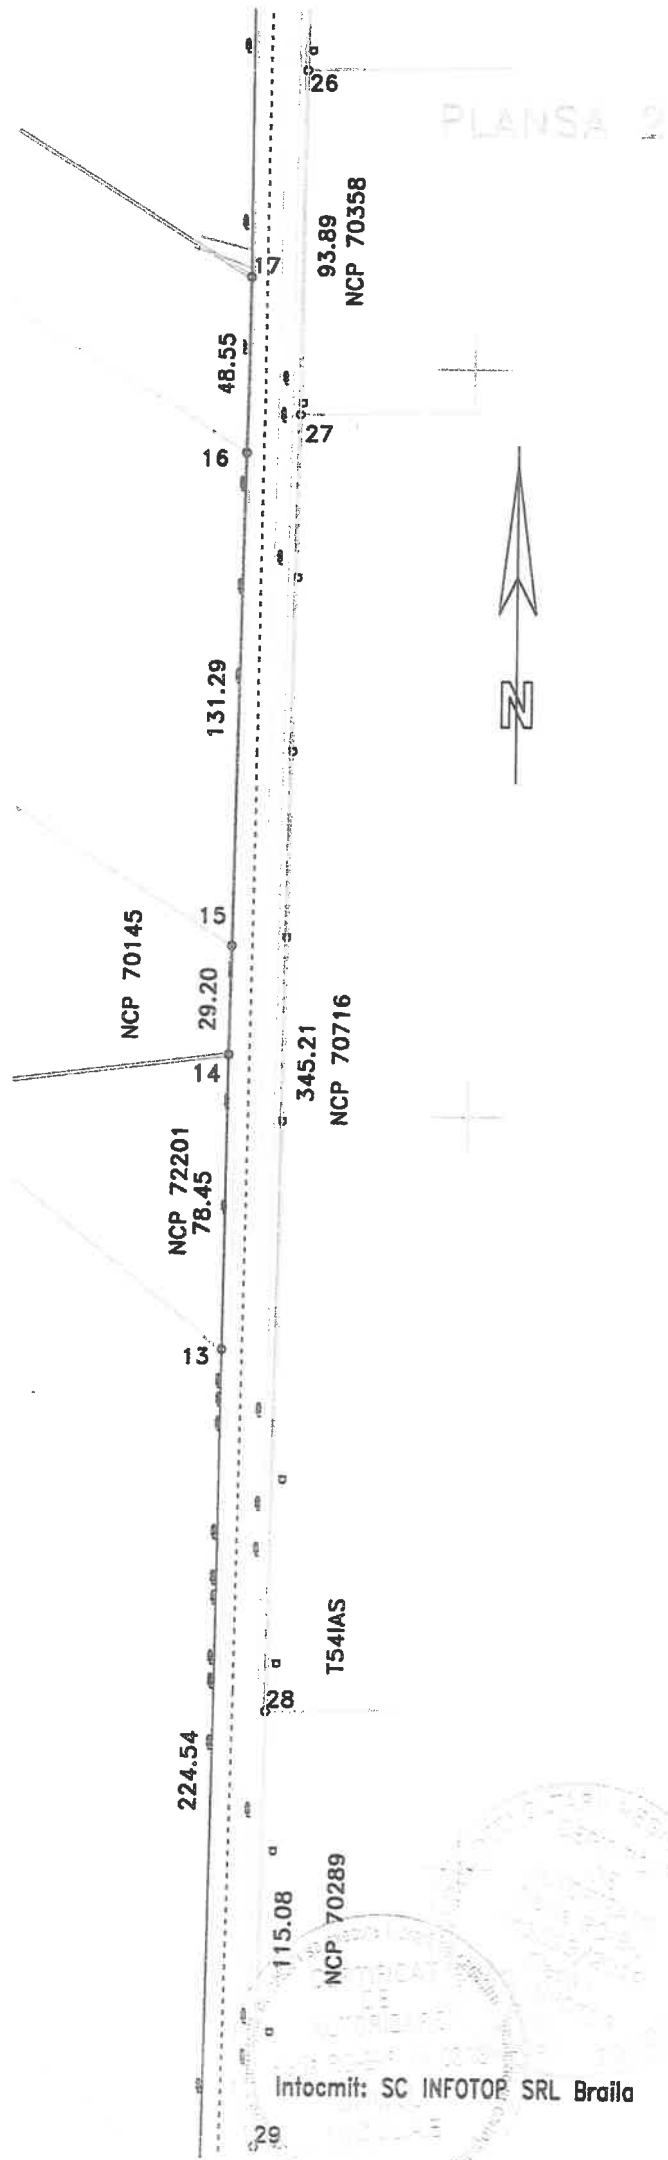 26
PLANSA 2
93.89
NCP 70358
17
48.55
27
16
N
131.29
15
NCP 70145
29.20
14
345.21
NCP 70716
NCP 72201
78.45
13
T54IAS
28
224.54
115.08
NCP 70289
Intocmit: SC INFOTOP SRL Braila
29